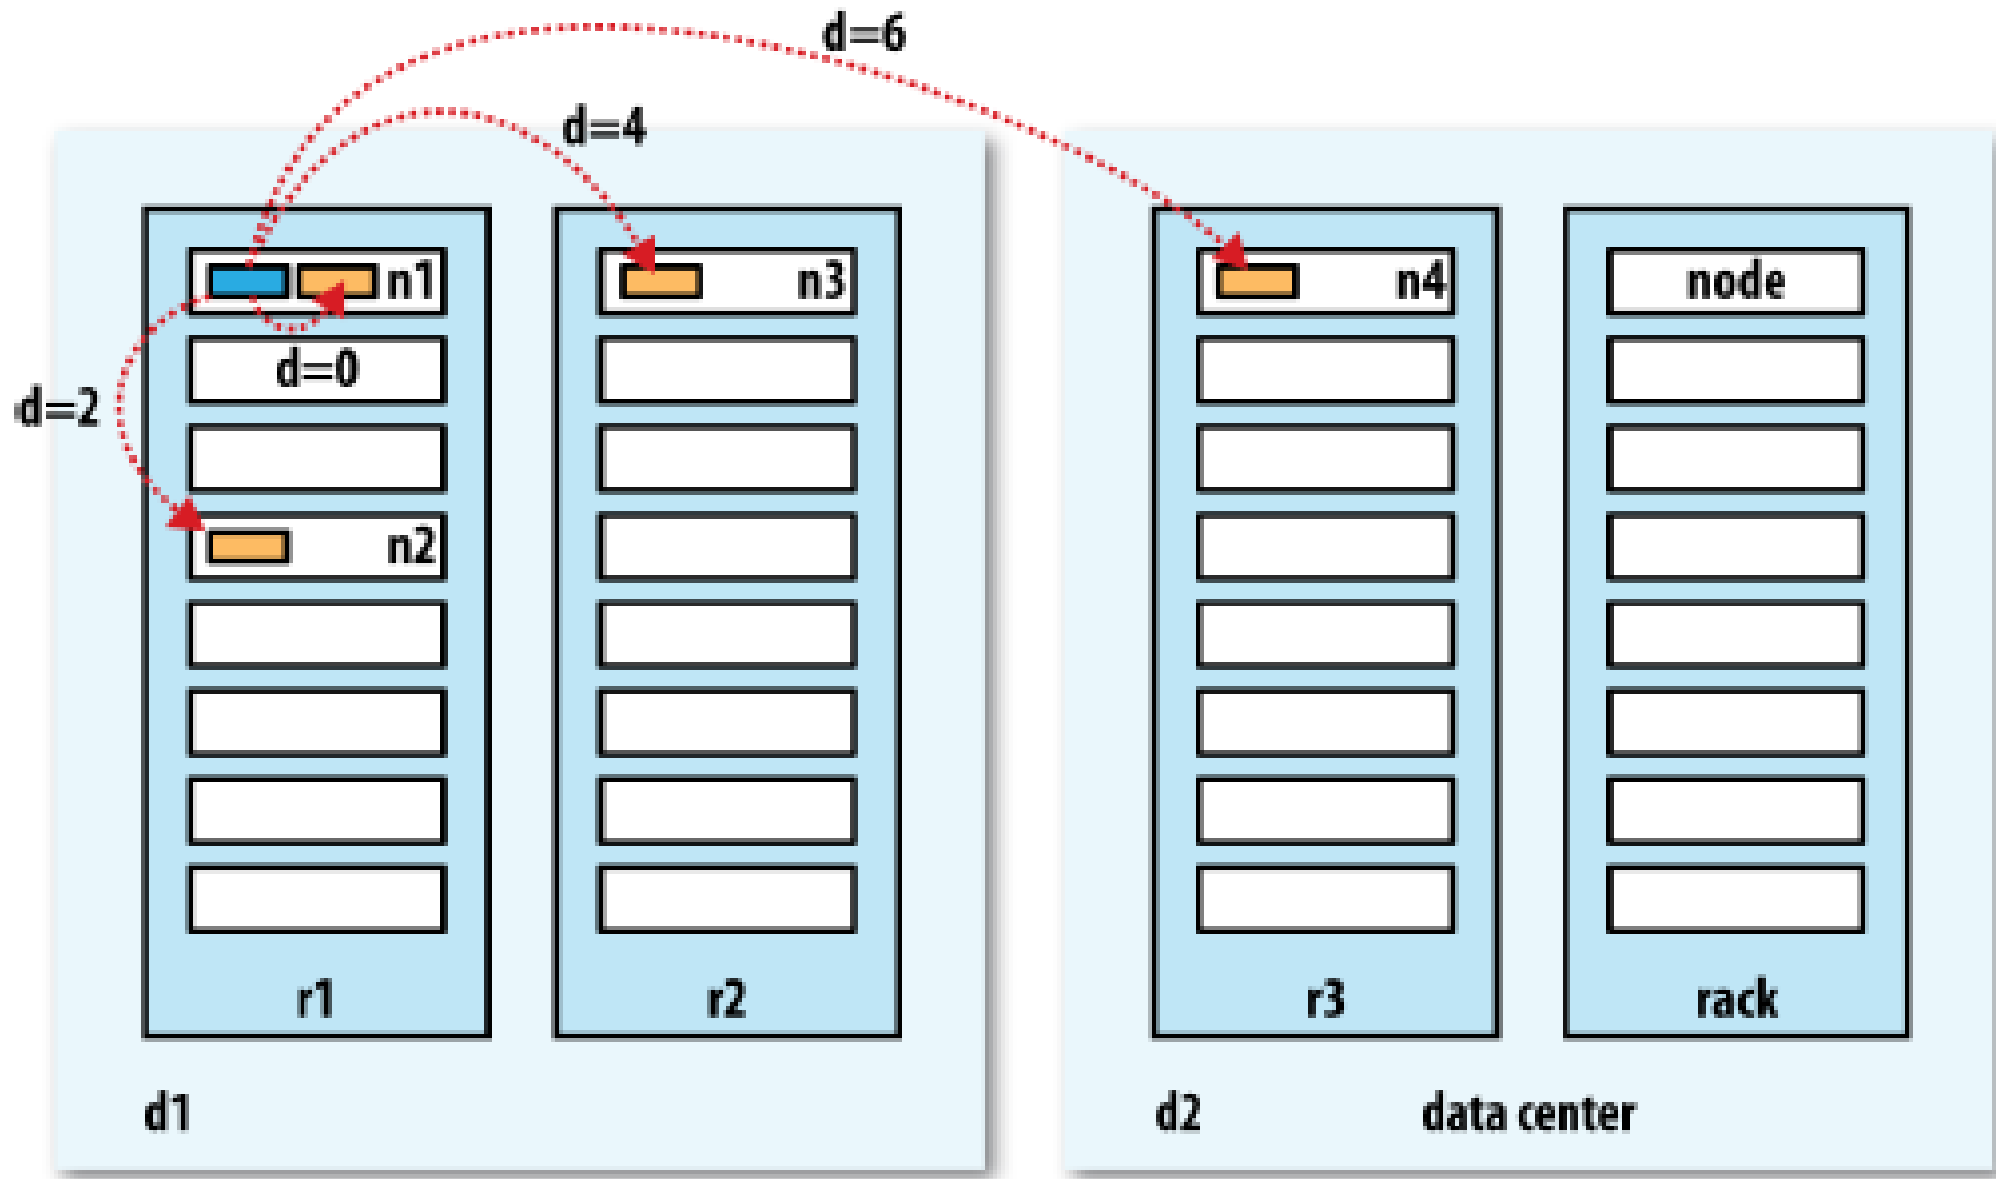 d=6
d=4
n1
n3
n4
node
d=0
d=2
n2
r1
r2
r3
rack
d1
d2
data center